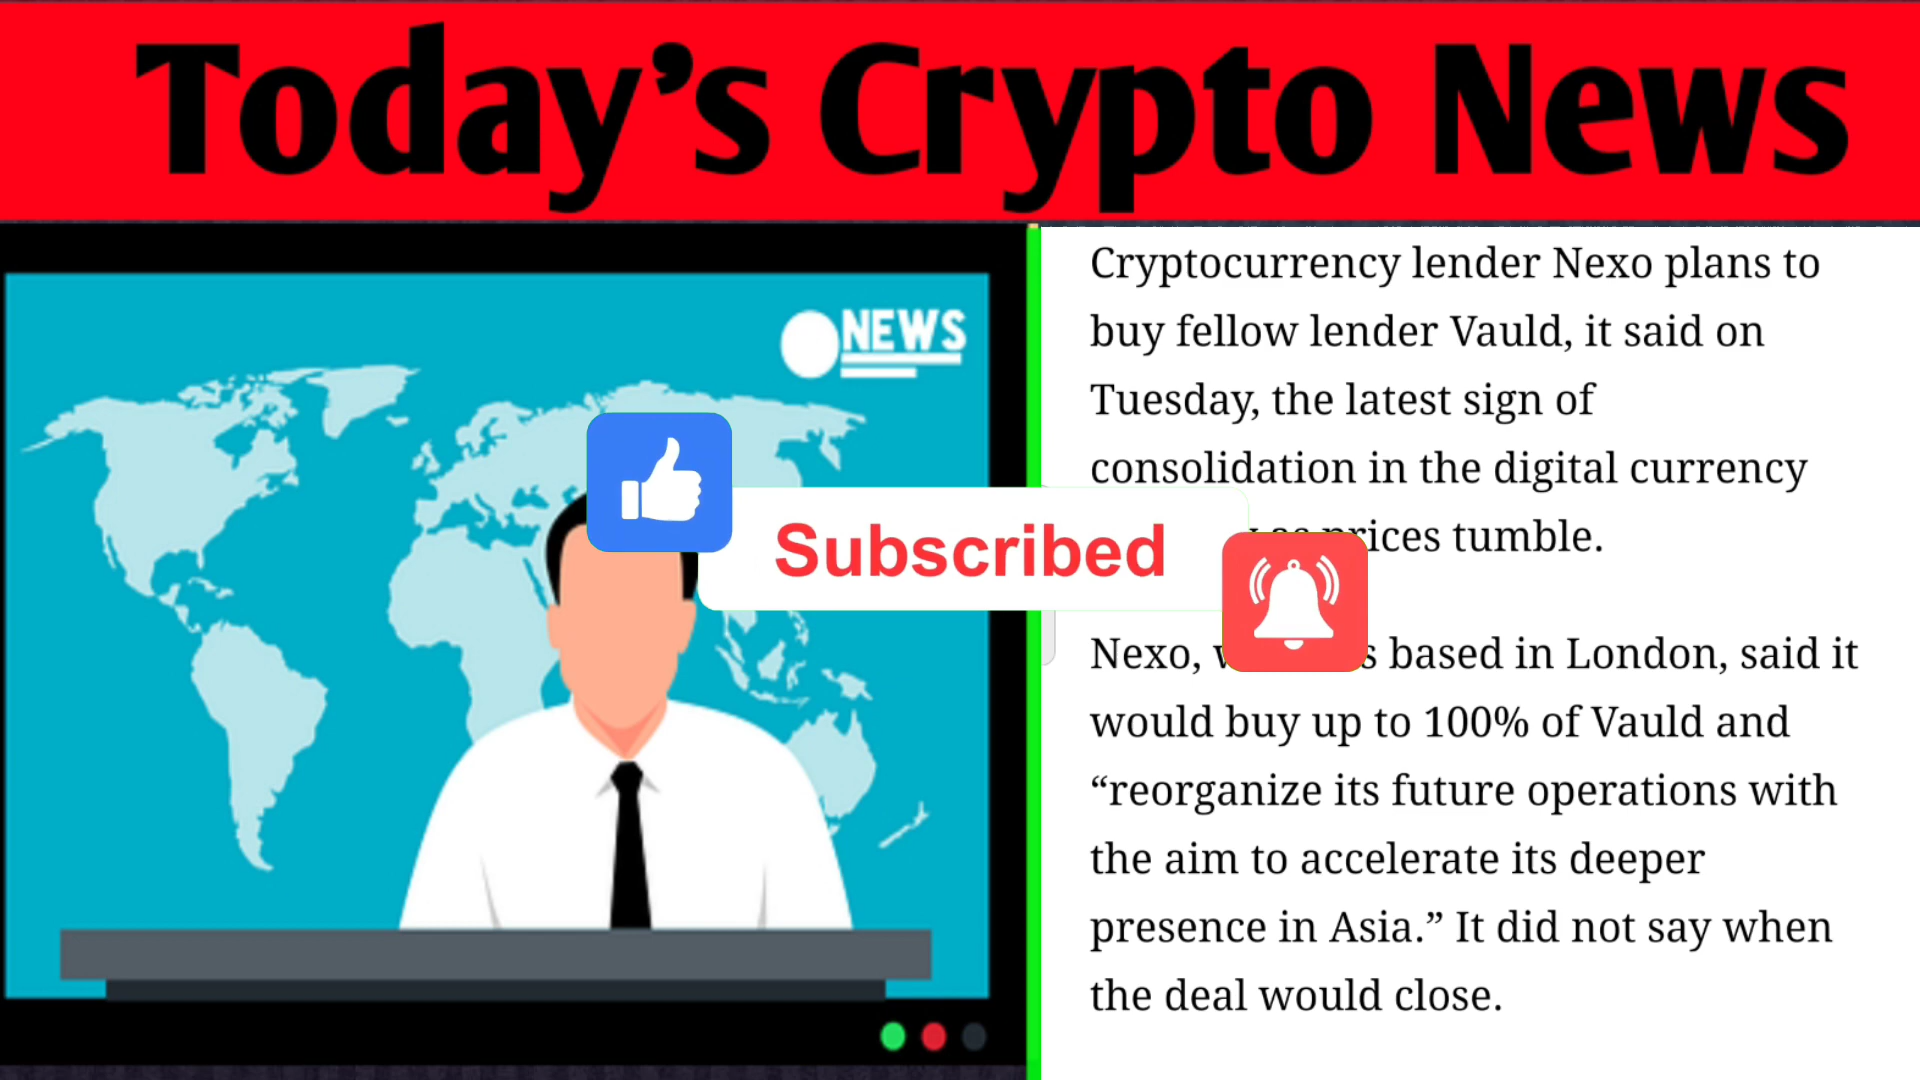 Today's Crypto News
NEWS
Cryptocurrency lender Nexo plans to
buy fellow lender Vauld, it said on
Tuesday, the latest sign of
consolidation in the digital currency
prices tumble.
Subscribed
Nexo, based in London, said it
would buy up to 100% of Vauld and
“reorganize its future operations with
the aim to accelerate its deeper
presence in Asia.” It did not say when
the deal would close.